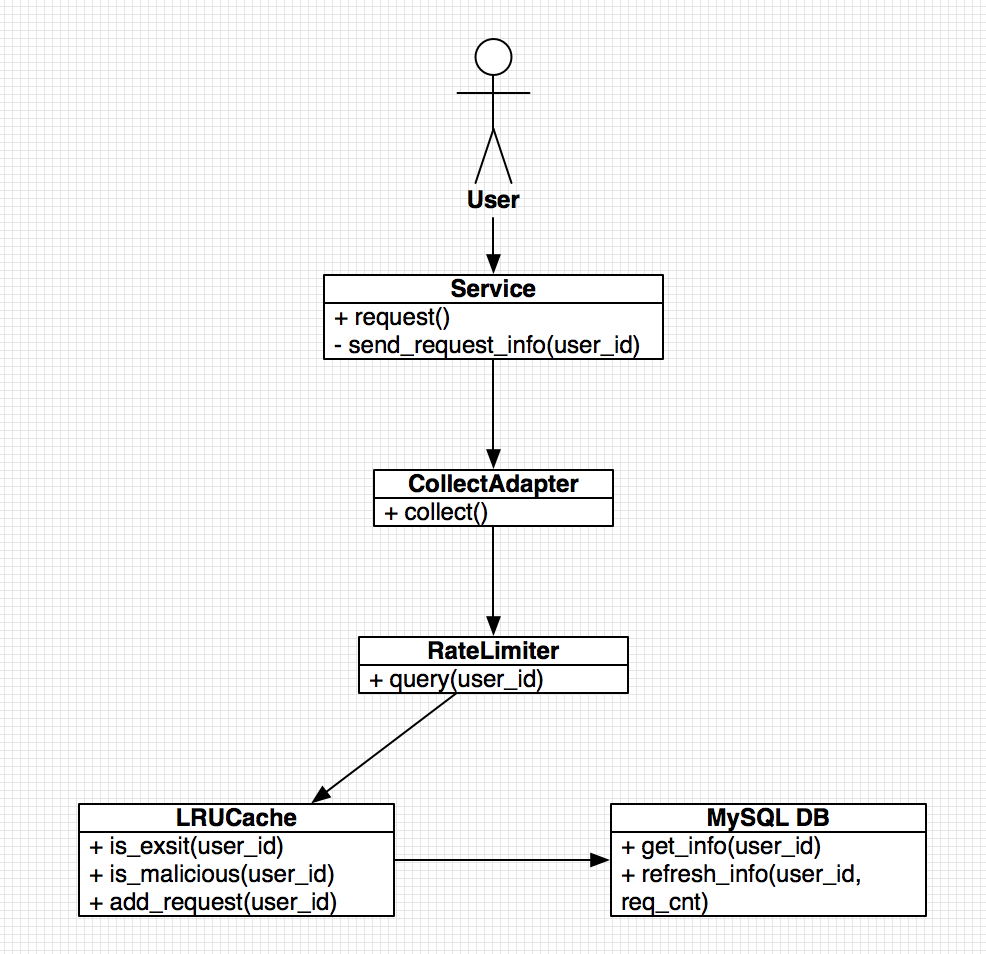 User
Service
+ request()
- send_request_info(user_id)
CollectAdapter
+ collect()
RateLimiter
+ query(user_id)
LRUCache
+ is_exsit(user_id)
+ is_malicious(user_id)
+ add_request(user_id)
MySQL DB
+ get_info(user_id)
+ refresh_info(user_id,
req_cnt)